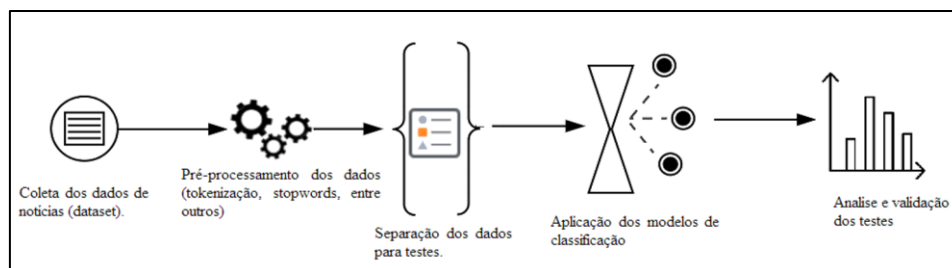 Coleta dos dados de
noticias (dataset).
Pré-processamento dos dados
(tokenização, stopwords, entre
outros)
Separação dos dados
para testes.
Aplicação dos modelos de
classificação
Analise e validação
dos testes